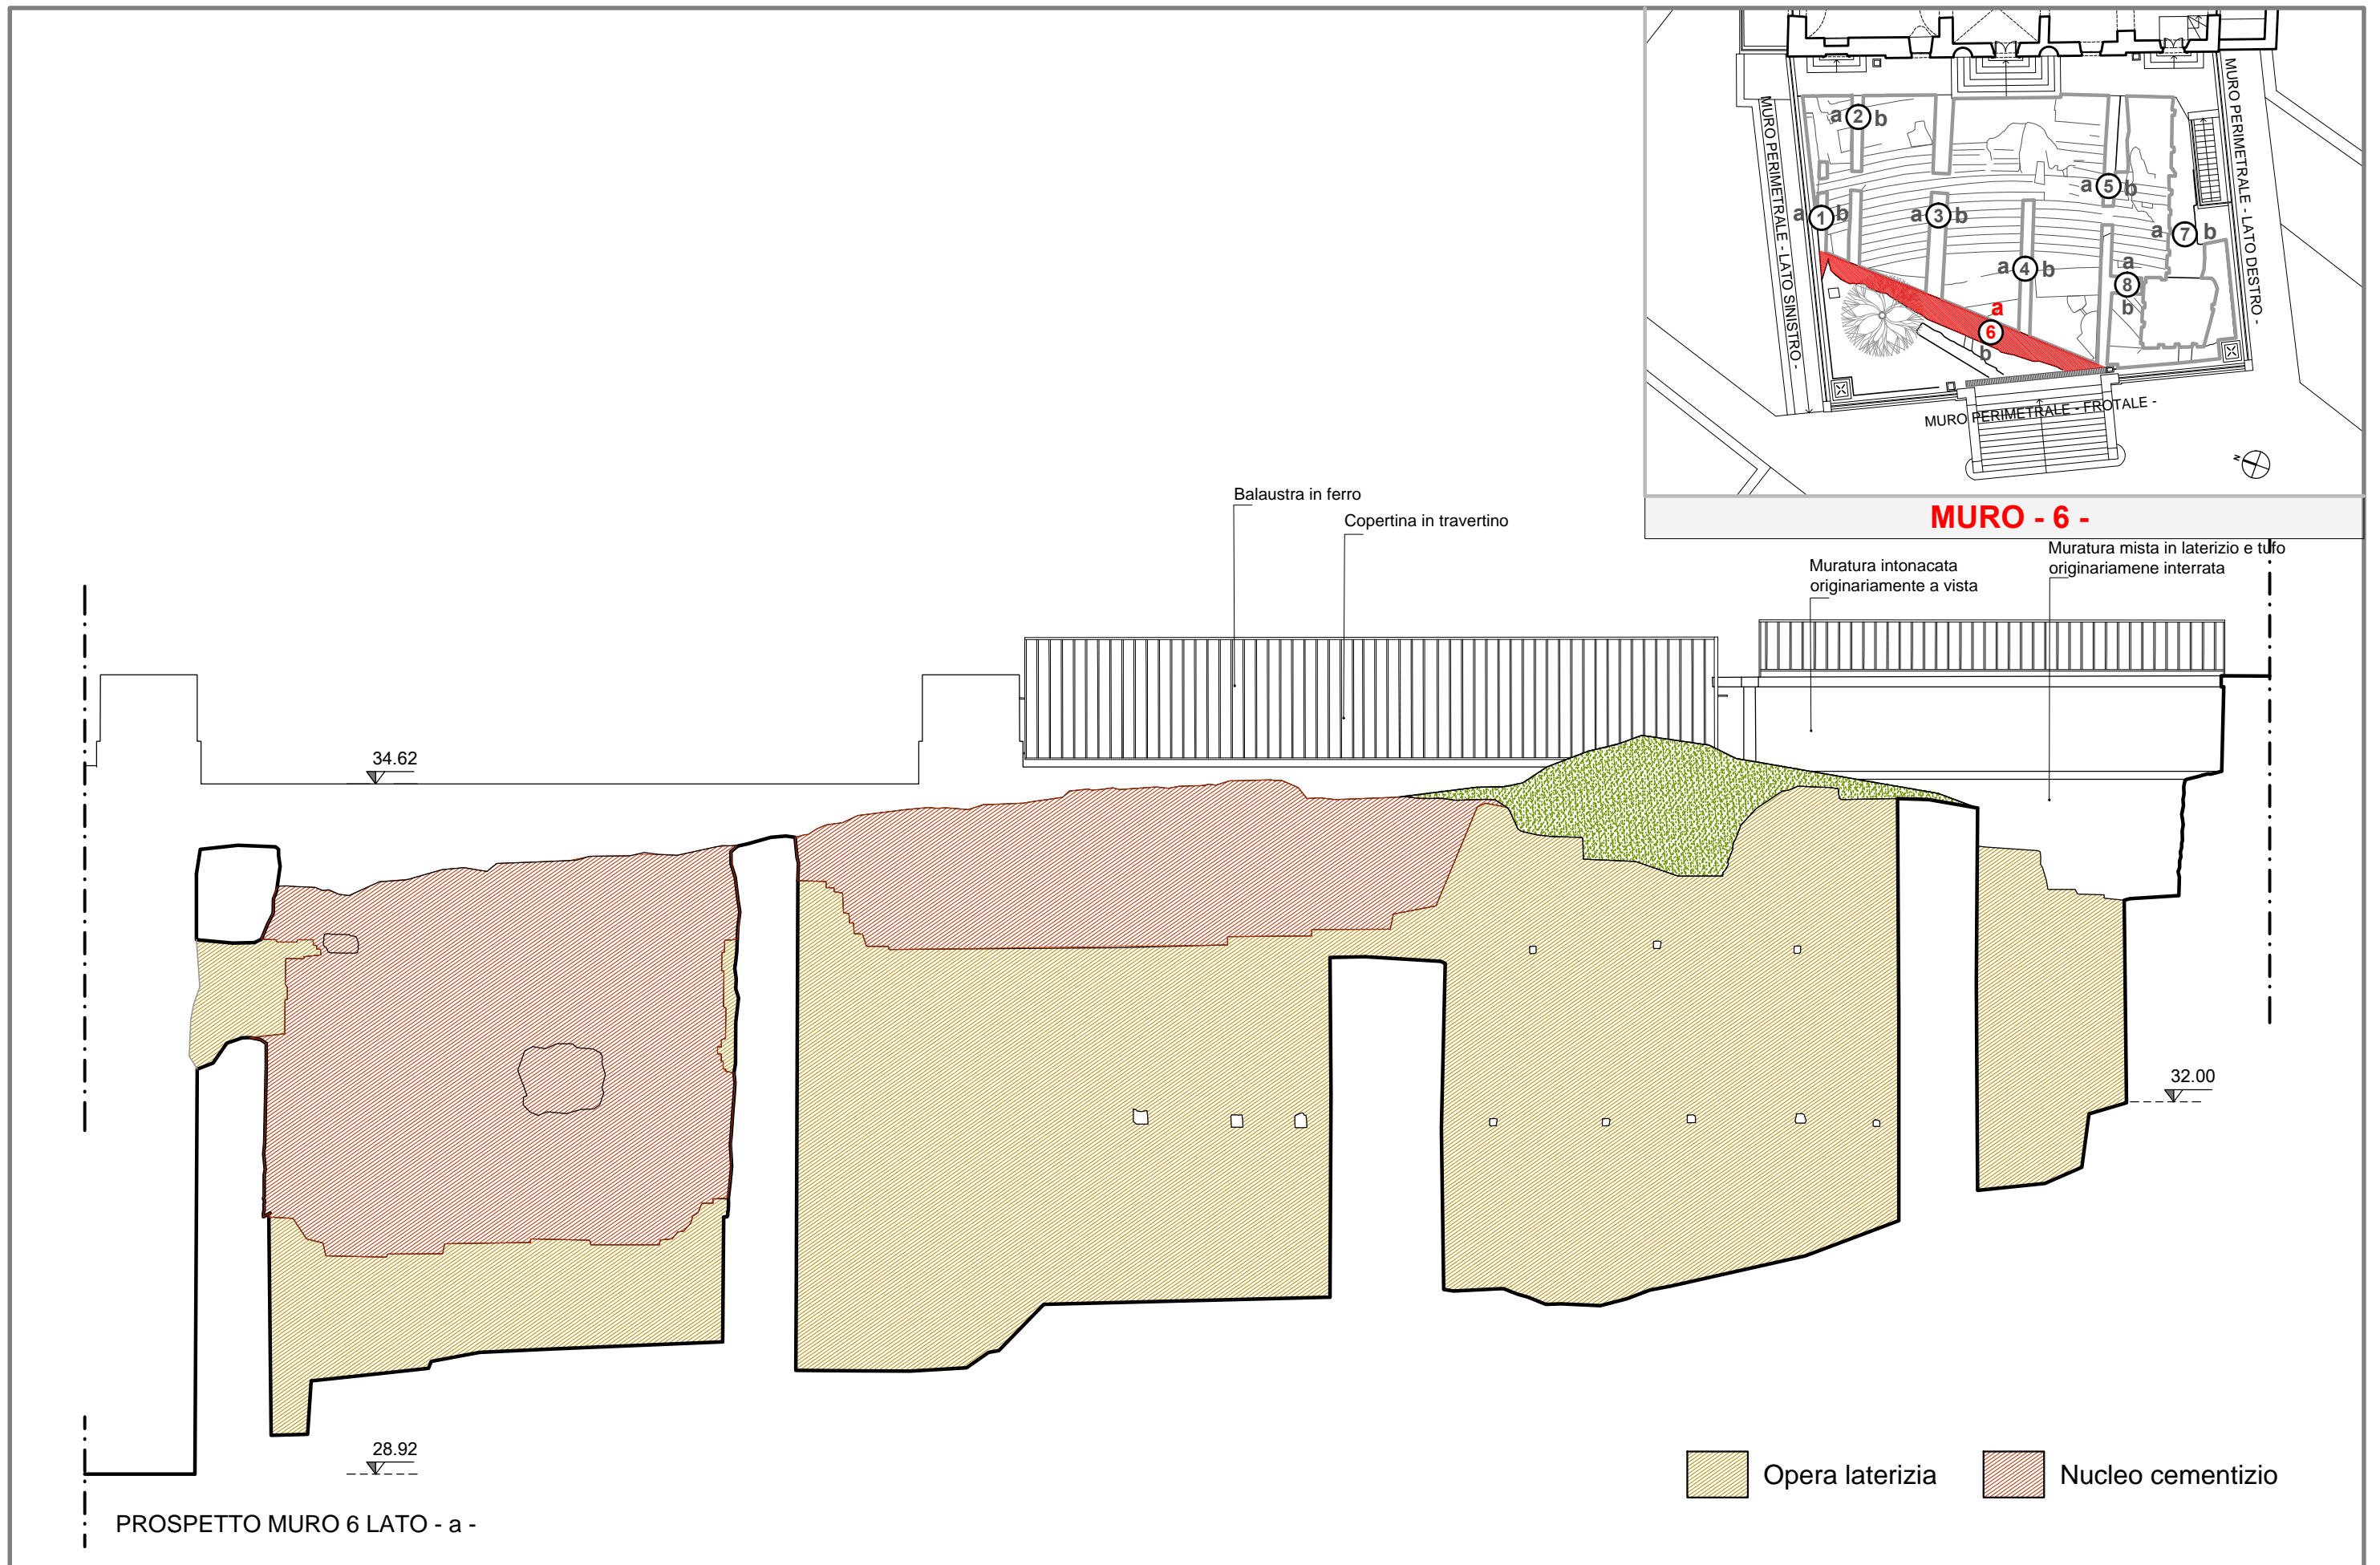 MURO PERIMETRALE - LATO SINISTRO -
MURO PERIMETRALE - LATO DESTRO -
a 2 b
a 5 b
a 1 b
a 3 b
a 7 b
a 4 b
a
8
b
a
6
b
MURO PERIMETRALE - FROTALE -
N
MURO - 6 -
Balaustra in ferro
Copertina in travertino
Muratura intonacata
originariamente a vista
Muratura mista in laterizio e tufo
originariamene interrata
34.62
32.00
28.92
Opera laterizia
Nucleo cementizio
PROSPETTO MURO 6 LATO - a -